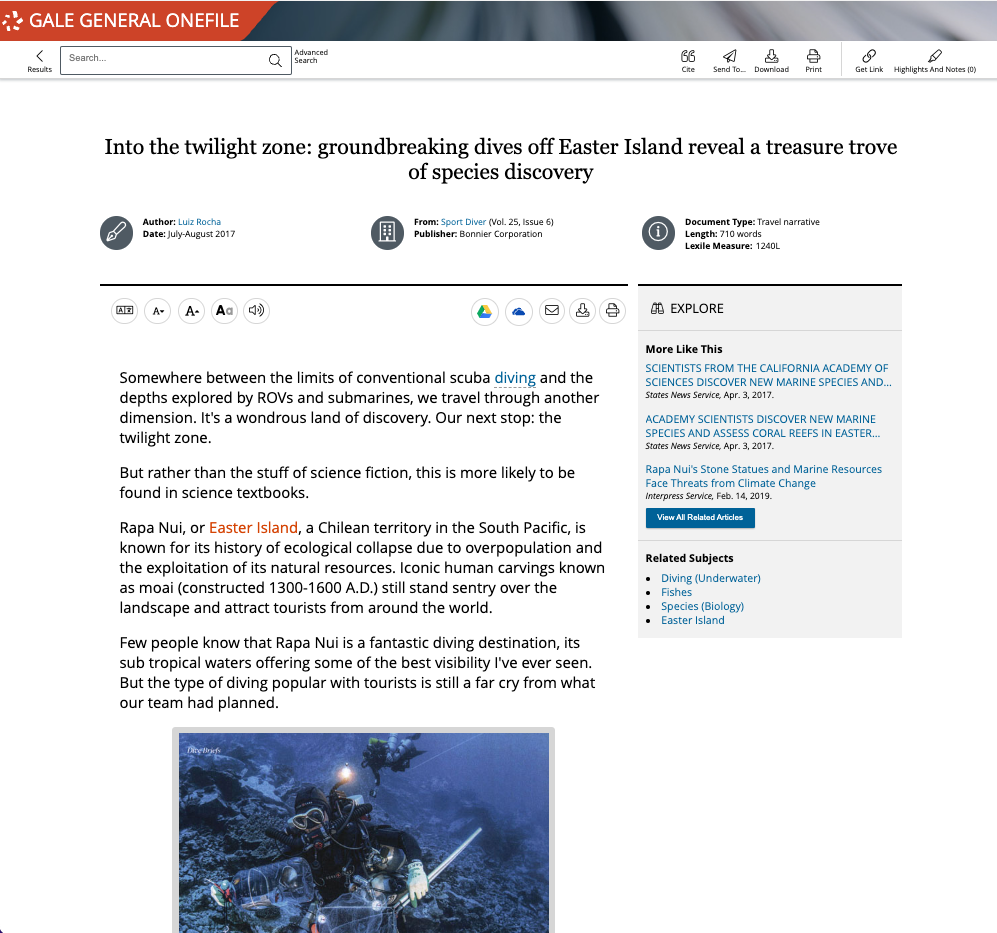 GALE GENERAL ONEFILE
Results
Search...
Advanced
Search
Cite
Send To...
Download
Print
Get Link
Highlights And Notes (0)
Into the twilight zone: groundbreaking dives off Easter Island reveal a treasure trove
of species discovery
Author: Luiz Rocha
Date: July-August 2017
From: Sport Diver (Vol. 25, Issue 6)
Publisher: Bonnier Corporation
Document Type: Travel narrative
Length: 710 words
Lexile Measure: 1240L
Somewhere between the limits of conventional scuba diving and the
depths explored by ROVs and submarines, we travel through another
dimension. It's a wondrous land of discovery. Our next stop: the
twilight zone.
But rather than the stuff of science fiction, this is more likely to be
found in science textbooks.
Rapa Nui, or Easter Island, a Chilean territory in the South Pacific, is
known for its history of ecological collapse due to overpopulation and
the exploitation of its natural resources. Iconic human carvings known
as moai (constructed 1300-1600 A.D.) still stand sentry over the
landscape and attract tourists from around the world.
Few people know that Rapa Nui is a fantastic diving destination, its
sub tropical waters offering some of the best visibility I've ever seen.
But the type of diving popular with tourists is still a far cry from what
our team had planned.
Dive Briefs
EXPLORE
More Like This
SCIENTISTS FROM THE CALIFORNIA ACADEMY OF
SCIENCES DISCOVER NEW MARINE SPECIES AND...
States News Service, Apr. 3, 2017.
ACADEMY SCIENTISTS DISCOVER NEW MARINE
SPECIES AND ASSESS CORAL REEFS IN EASTER...
States News Service, Apr. 3, 2017.
Rapa Nui's Stone Statues and Marine Resources
Face Threats from Climate Change
Interpress Service, Feb. 14, 2019.
View All Related Articles
Related Subjects
Diving (Underwater)
Fishes
Species (Biology)
Easter Island